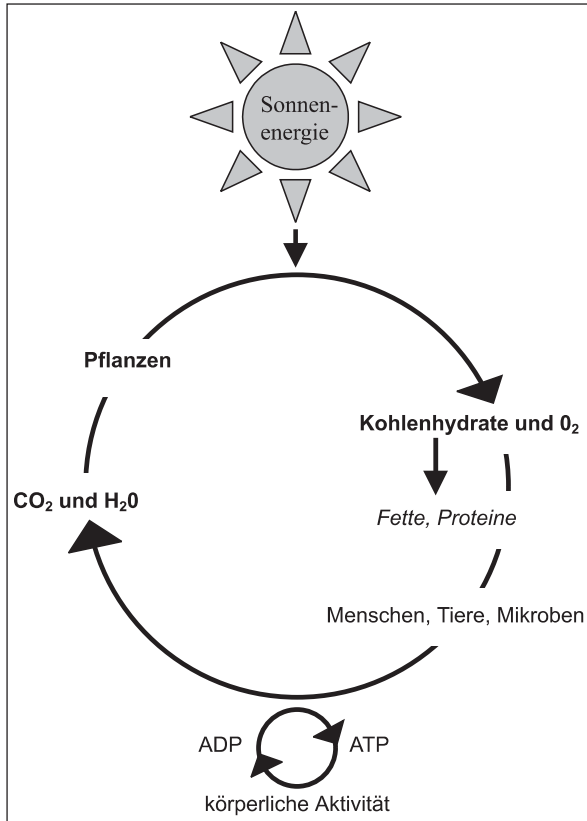 Sonnen-
energie
Pflanzen
Kohlenhydrate und 0₂
CO₂ und H₂0
Fette, Proteine
Menschen, Tiere, Mikroben
ADP
ATP
körperliche Aktivität